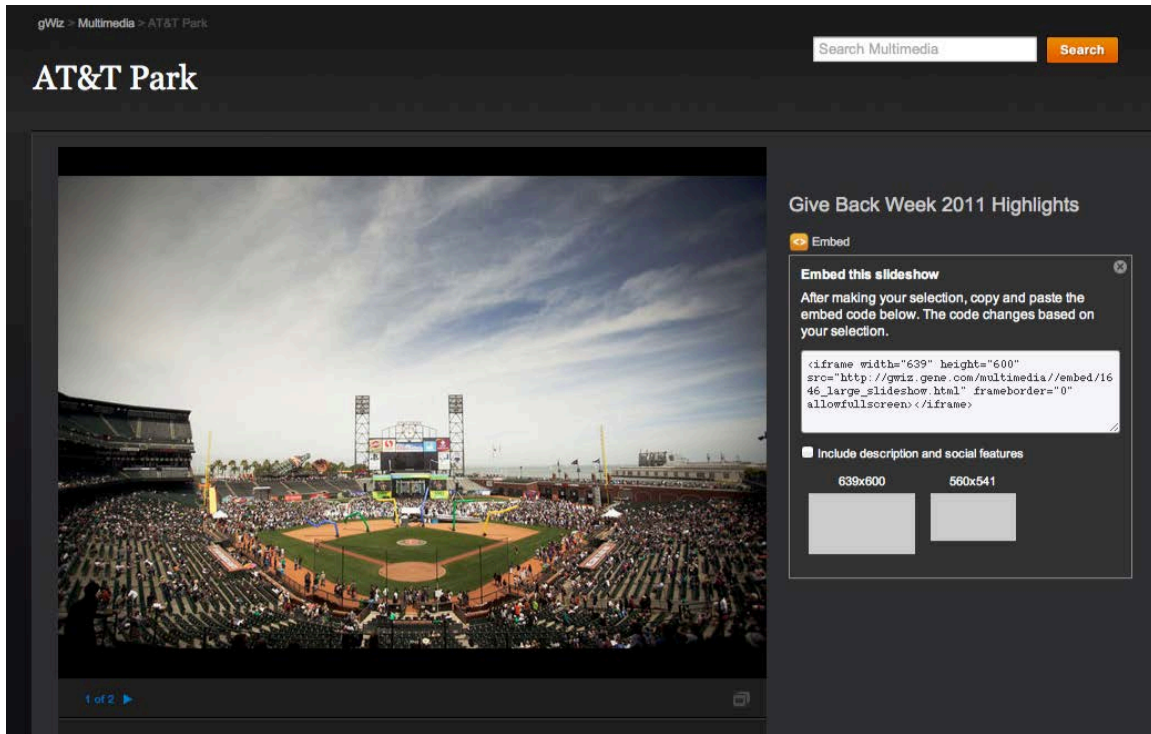 gWiz > Multimedia > AT&T Park
Search Multimedia
Search
AT&T Park
Give Back Week 2011 Highlights
Embed
Embed this slideshow
After making your selection, copy and paste the
embed code below. The code changes based on
your selection.
<iframe width="639" height="600"
src="http://gwiz.gene.com/multimedia//embed/16
46_large_slideshow.html" frameborder="0"
allowfullscreen></iframe>
Include description and social features
639x600
560x541
1 of 2